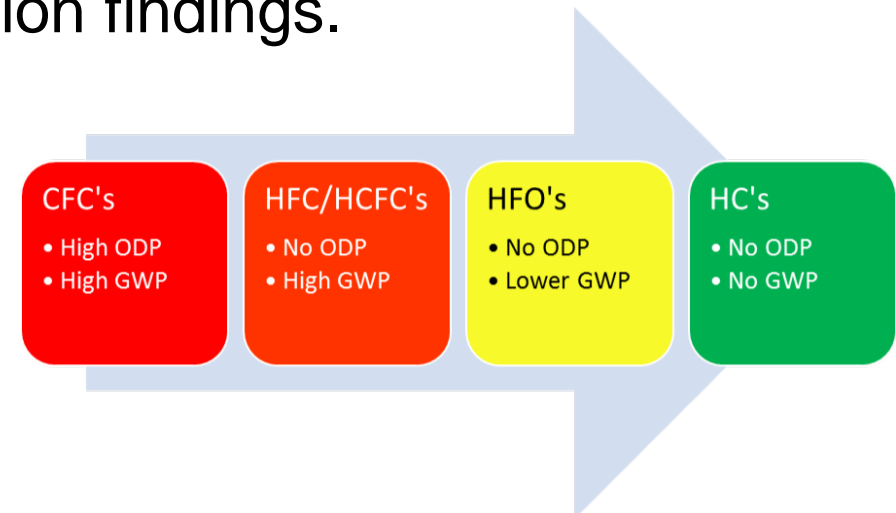 ion findings.
CFC's
• High ODP
• High GWP
HFC/HCFC's
• No ODP
• High GWP
HFO's
• No ODP
• Lower GWP
HC's
• No ODP
• No GWP